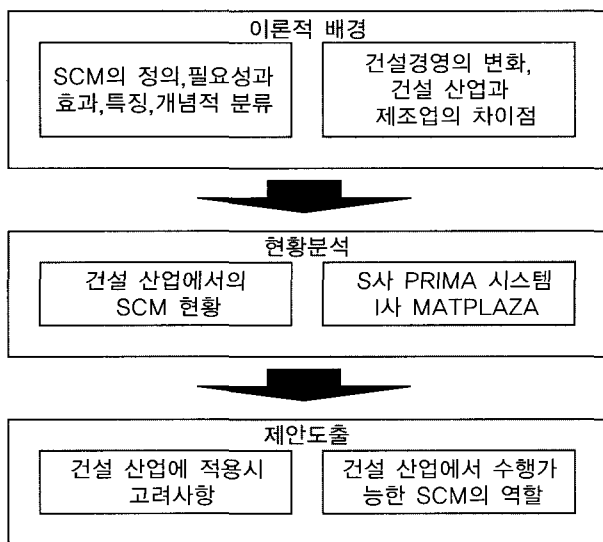 이론적 배경
SCM의 정의,필요성과
효과,특징,개념적 분류
건설경영의 변화,
건설 산업과
제조업의 차이점
현황분석
건설 산업에서의
SCM 현황
S사 PRIMA 시스템
I사 MATPLAZA
제안도출
건설 산업에 적용시
고려사항
건설 산업에서 수행가
능한 SCM의 역할